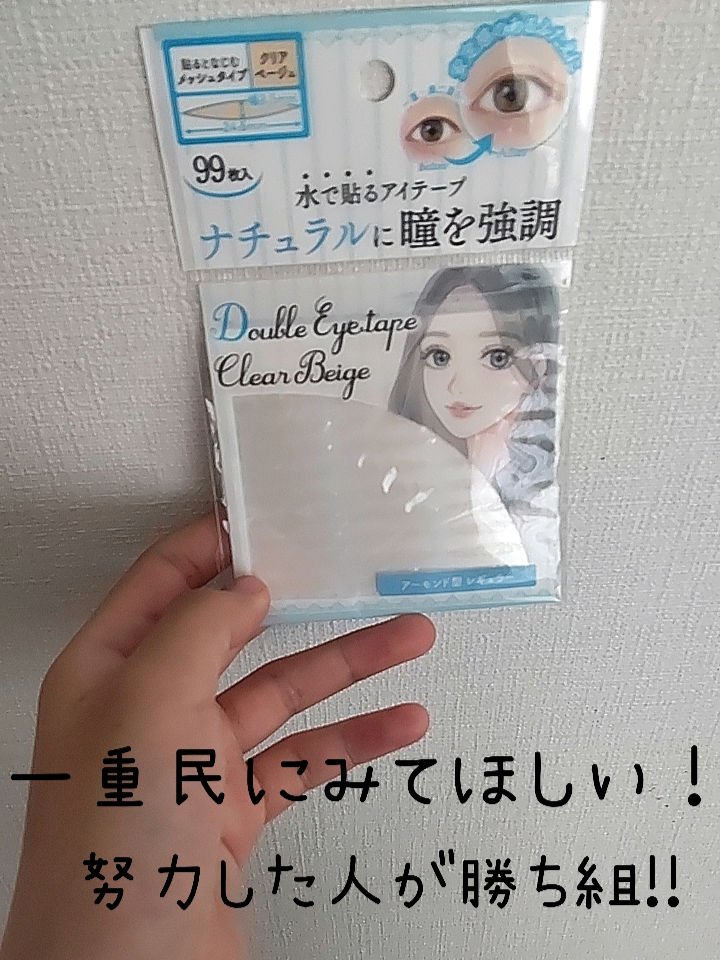 貼るとなじむ
メッシュタイプ
クリア
ベージュ
99枚入
水で貼るアイテープ
ナチュラルに瞳を強調
Double Eye tape
Clear Beige
アーモンド型 レギュラー
一重民にみてほしい！
努力した人が勝ち組!!